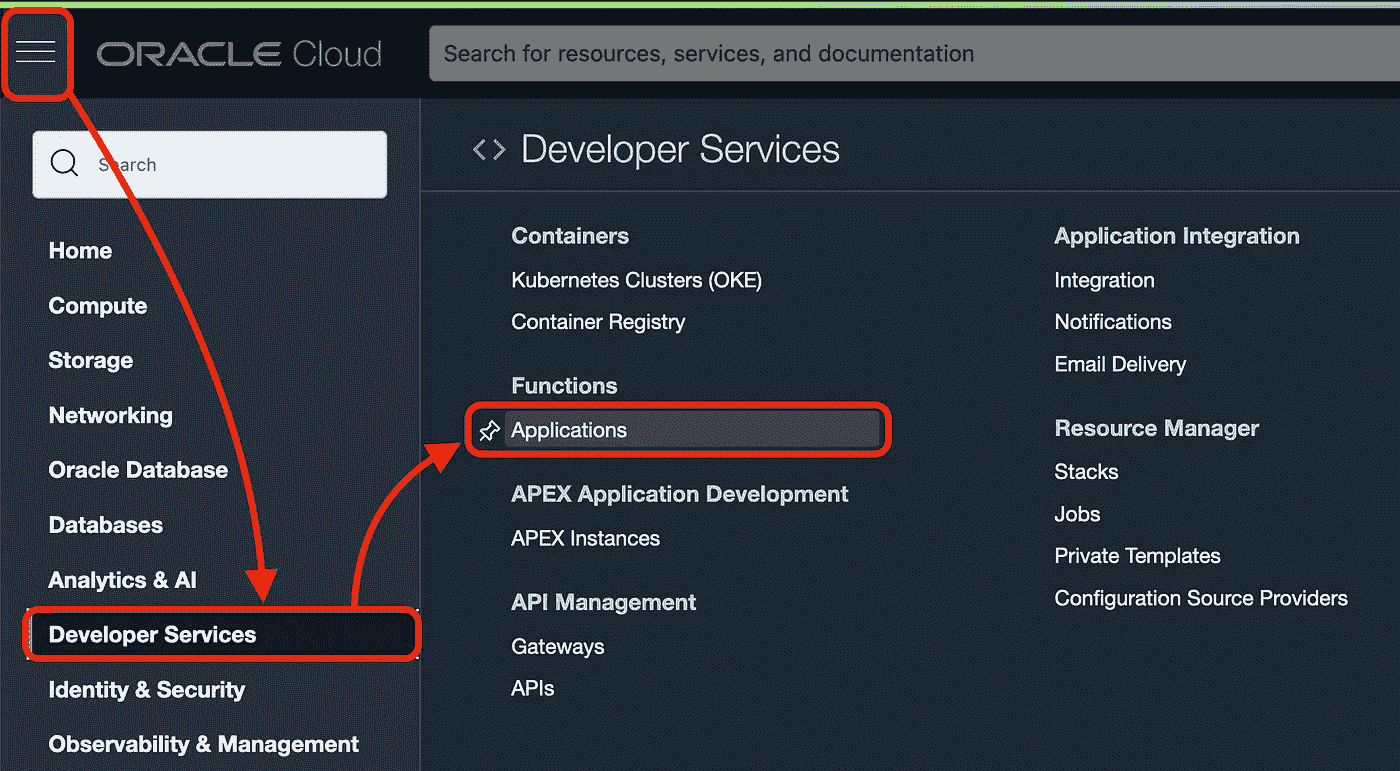 ORACLE Cloud
Search for resources, services, and documentation
Search
Home
Compute
Storage
Networking
Oracle Database
Databases
Analytics & AI
Developer Services
Identity & Security
Observability & Management
Developer Services
Containers
Kubernetes Clusters (OKE)
Container Registry
Functions
Applications
APEX Application Development
APEX Instances
API Management
Gateways
APIs
Application Integration
Integration
Notifications
Email Delivery
Resource Manager
Stacks
Jobs
Private Templates
Configuration Source Providers